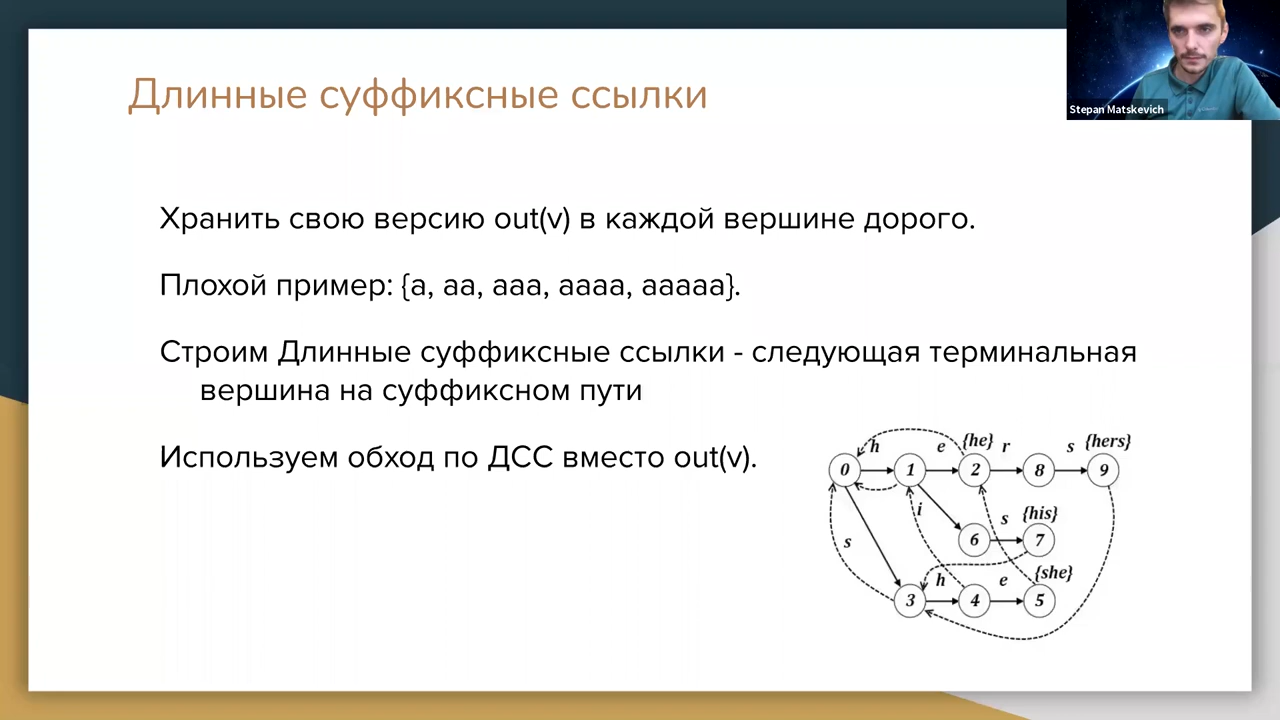 Длинные суффиксные ссылки
Stepan Matskevich
Хранить свою версию out(v) в каждой вершине дорого.
Плохой пример: {a, aa, aaa, aaaa, aaaaa}.
Строим Длинные суффиксные ссылки - следующая терминальная
вершина на суффиксном пути
Используем обход по ДСС вместо out(v).
h e {he} r s {hers}
0 1 2 8 9
i s {his}
6 7
s h e {she}
3 4 5